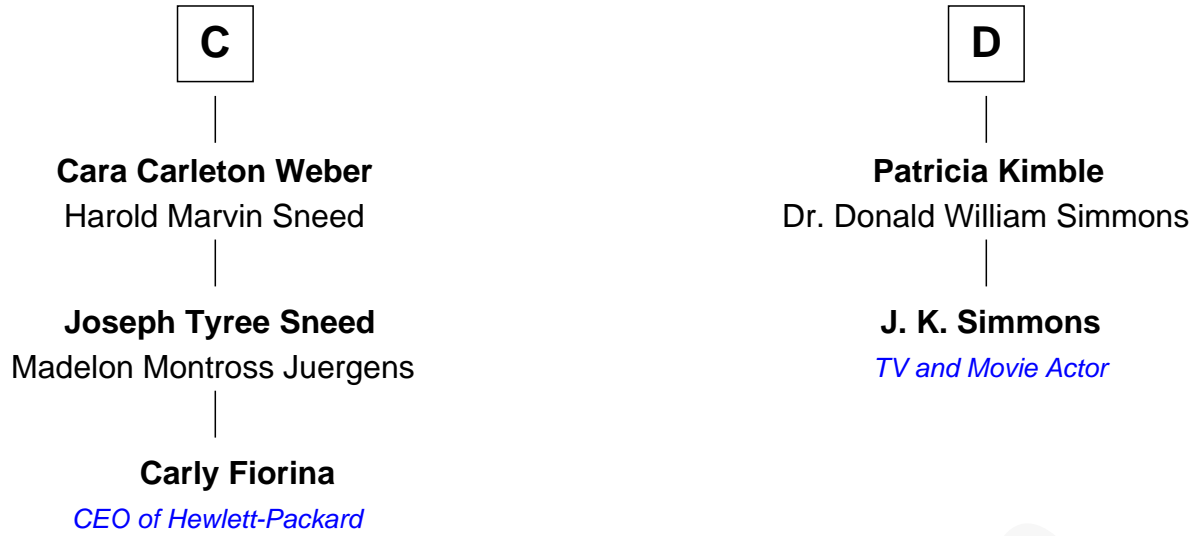 C
Cara Carleton Weber
Harold Marvin Sneed
Joseph Tyree Sneed
Madelon Montross Juergens
Carly Fiorina
CEO of Hewlett-Packard
D
Patricia Kimble
Dr. Donald William Simmons
J. K. Simmons
TV and Movie Actor